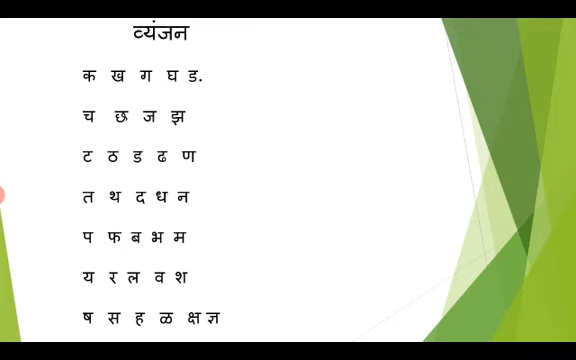 व्यंजन
क ख ग घ ड.
च छ ज झ
ट ठ ड ढ ण
त थ द ध न
प फ ब भ म
य र ल व श
ष स ह ळ क्ष ज्ञ